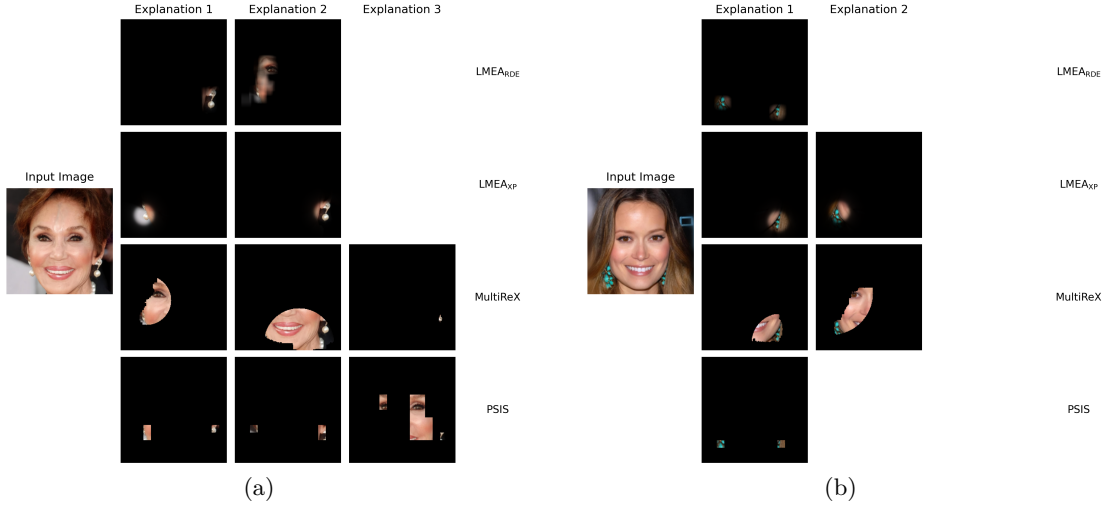 Explanation 1 Explanation 2 Explanation 3
LMEA_RDE
Input Image
LMEA_XP
MultiReX
PSIS
(a)
Explanation 1 Explanation 2
LMEA_RDE
Input Image
LMEA_XP
MultiReX
PSIS
(b)